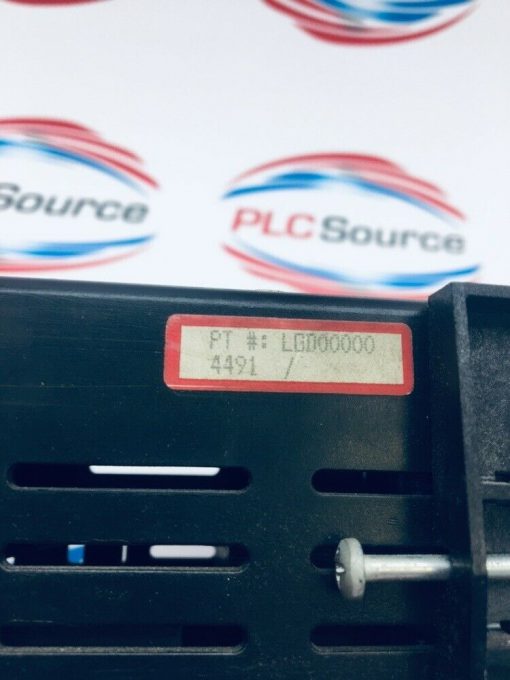 Source
PLC Source
PT #: LGD00000
4491 /